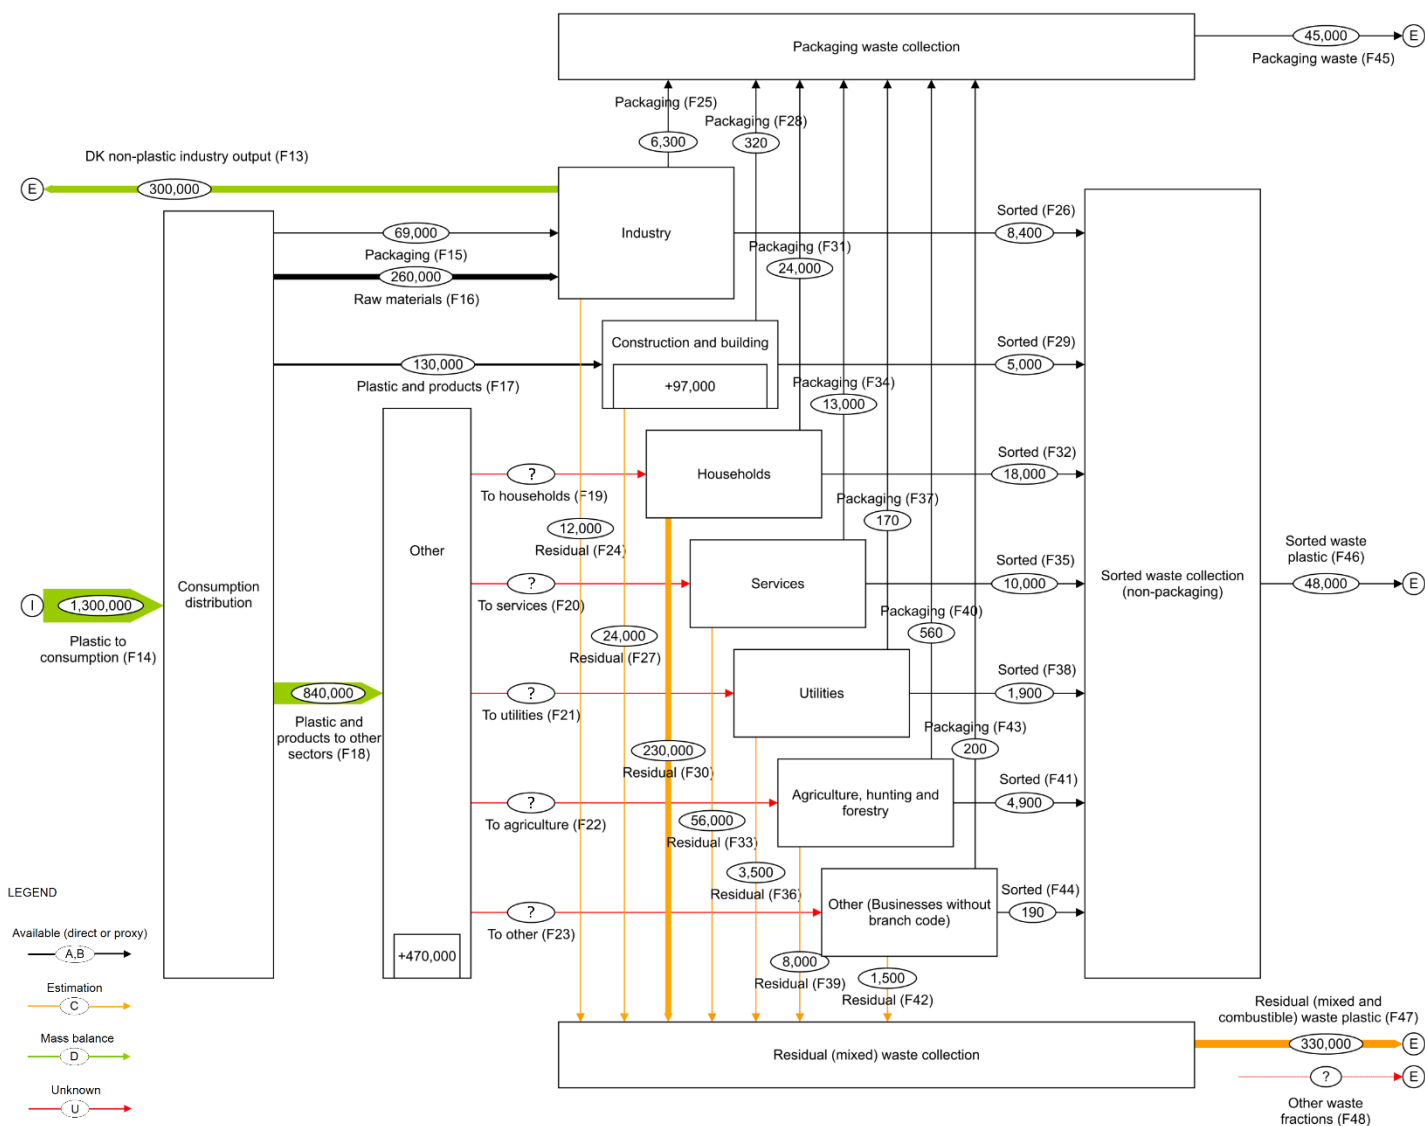 Packaging waste collection
45,000
E
Packaging waste (F45)
Packaging (F25)
6,300
Packaging (F28)
320
DK non-plastic industry output (F13)
E
300,000
Industry
69,000
Packaging (F15)
260,000
Raw materials (F16)
Sorted (F26)
8,400
Packaging (F31)
24,000
Construction and building
+97,000
130,000
Plastic and products (F17)
Sorted (F29)
5,000
Packaging (F34)
13,000
Households
?
To households (F19)
Sorted (F32)
18,000
Packaging (F37)
170
12,000
Residual (F24)
Other
Services
?
To services (F20)
Sorted (F35)
10,000
Sorted waste collection
(non-packaging)
Sorted waste
plastic (F46)
48,000
E
Consumption
distribution
I
1,300,000
Plastic to
consumption (F14)
Packaging (F40)
560
24,000
Residual (F27)
840,000
Plastic and
products to other
sectors (F18)
?
To utilities (F21)
Utilities
Sorted (F38)
1,900
Packaging (F43)
200
230,000
Residual (F30)
?
To agriculture (F22)
Agriculture, hunting and
forestry
Sorted (F41)
4,900
56,000
Residual (F33)
3,500
Residual (F36)
?
To other (F23)
Other (Businesses without
branch code)
Sorted (F44)
190
+470,000
8,000
Residual (F39)
1,500
Residual (F42)
Residual (mixed) waste collection
Residual (mixed and
combustible) waste plastic (F47)
330,000
E
?
E
Other waste
fractions (F48)
LEGEND
Available (direct or proxy)
A,B
Estimation
C
Mass balance
D
Unknown
U